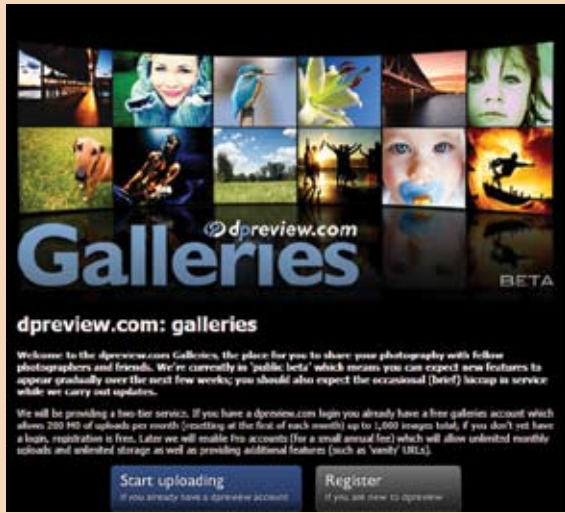 dpreview.com
Galleries
BETA
dpreview.com: galleries
Welcome to the dpreview.com Galleries, the place for you to share your photography with fellow
photographers and friends. We're currently in 'public beta' which means you can expect new features to
appear gradually over the next few weeks; you should also expect the occasional (brief) hiccup in service
while we carry out updates.
We will be providing a two-tier service. If you have a dpreview.com login you already have a free galleries account which
allows 200 MB of uploads per month (resetting at the first of each month) up to 1,000 images total; if you don't yet have
a login, registration is free. Later we will enable Pro accounts (for a small annual fee) which will allow unlimited monthly
uploads and unlimited storage as well as providing additional features (such as 'vanity' URLs).
Start uploading
If you already have a dpreview account
Register
If you are new to dpreview